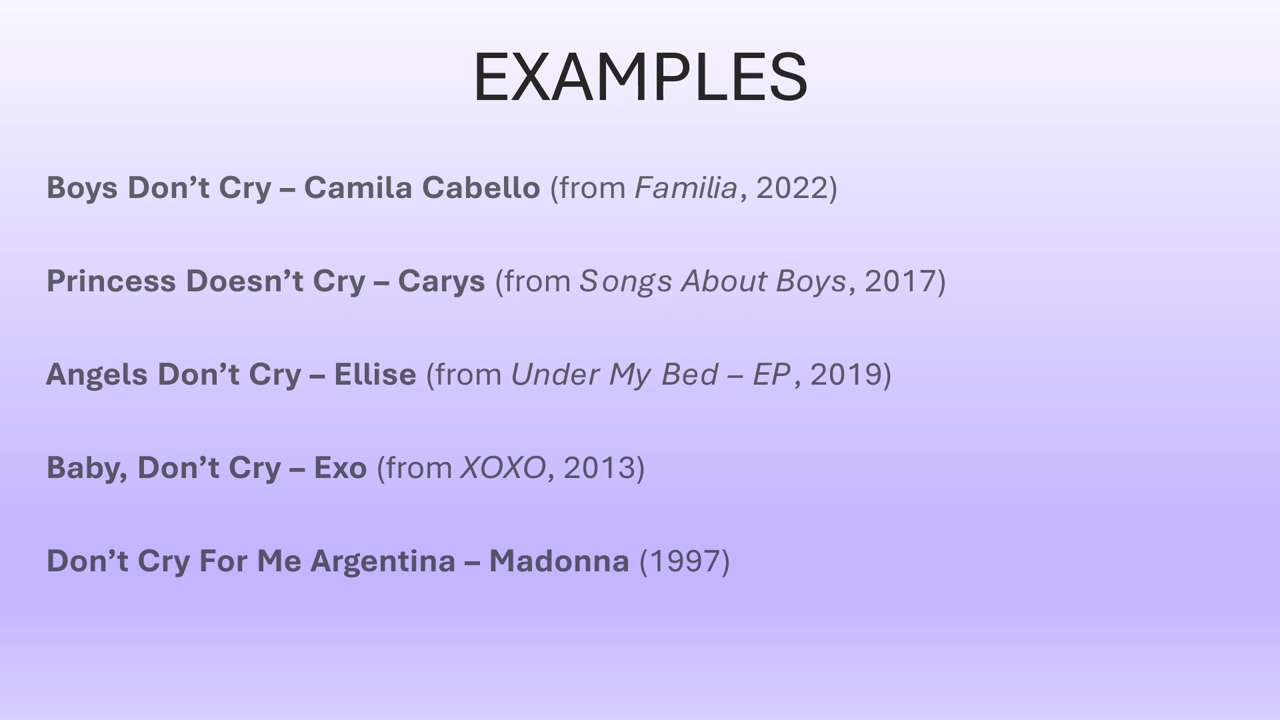 EXAMPLES
Boys Don’t Cry – Camila Cabello (from Familia, 2022)
Princess Doesn’t Cry – Carys (from Songs About Boys, 2017)
Angels Don’t Cry – Ellise (from Under My Bed – EP, 2019)
Baby, Don’t Cry – Exo (from XOXO, 2013)
Don’t Cry For Me Argentina – Madonna (1997)